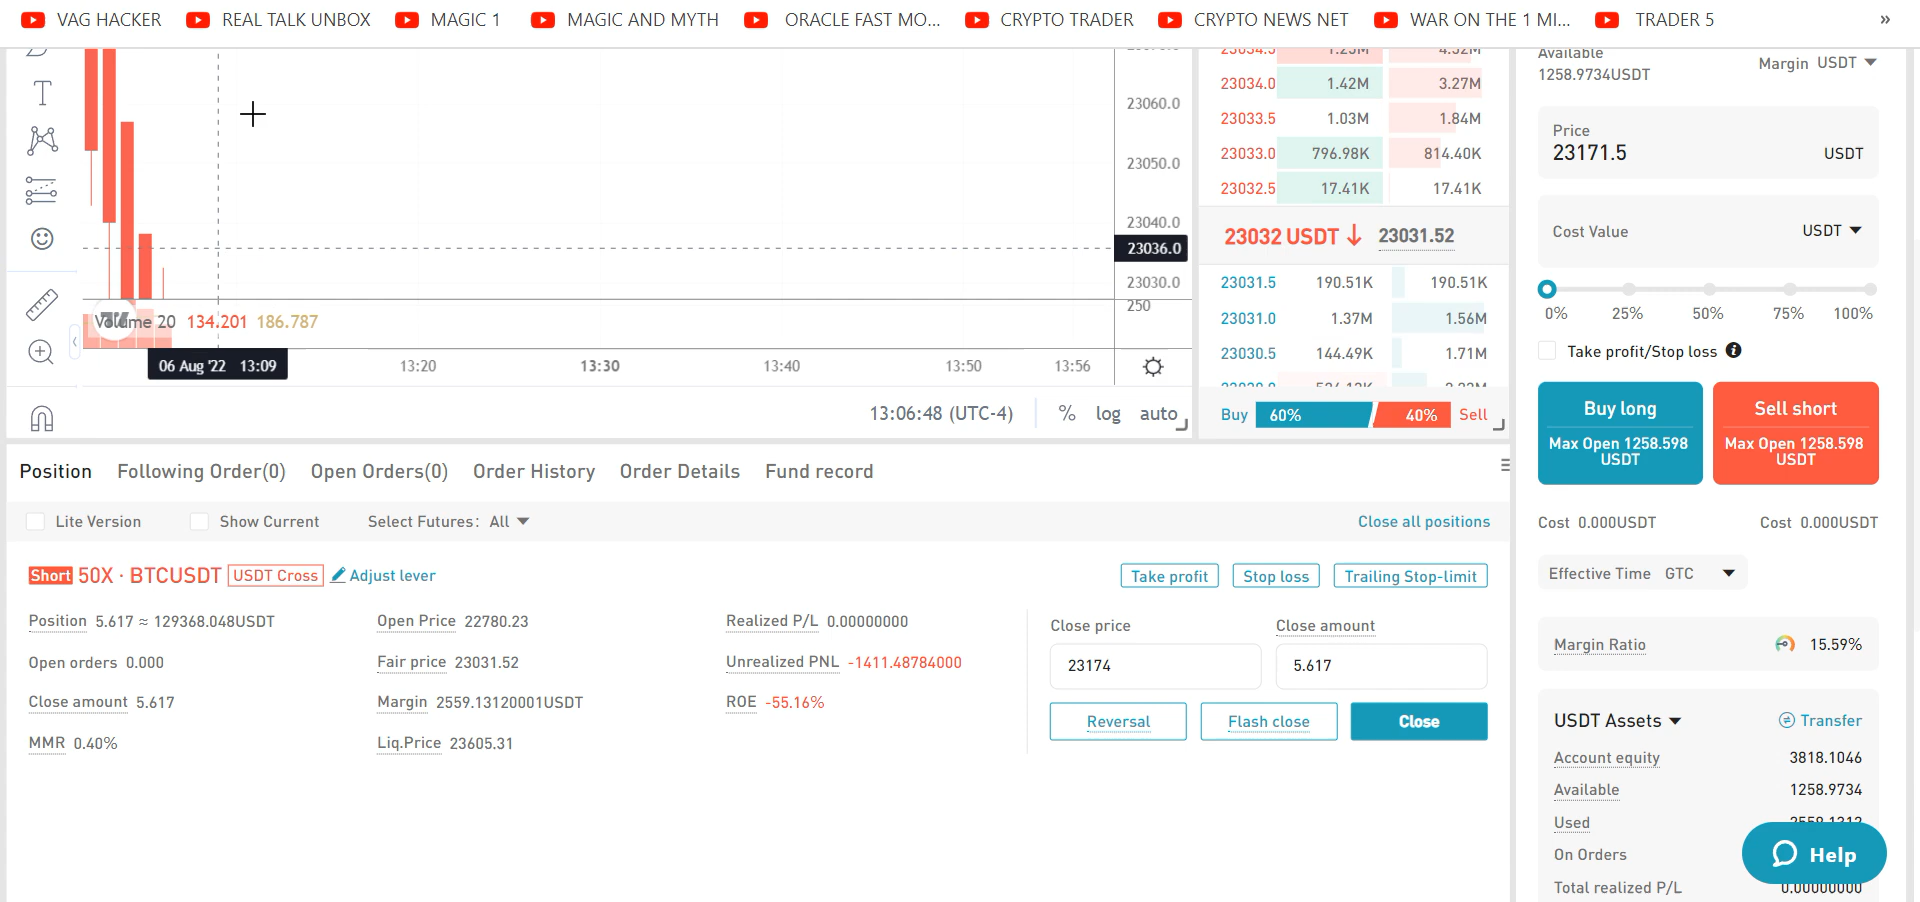 VAG HACKER REAL TALK UNBOX MAGIC 1 MAGIC AND MYTH ORACLE FAST MO... CRYPTO TRADER CRYPTO NEWS NET WAR ON THE 1 MI... TRADER 5 »
T
23060.0
23050.0
23040.0
23036.0
23030.0
250
Volume 20 134.201 186.787
06 Aug '22 13:09 13:20 13:30 13:40 13:50 13:56
13:06:48 (UTC-4) % log auto
23034.5 1.25M 4.52M
23034.0 1.42M 3.27M
23033.5 1.03M 1.84M
23033.0 796.98K 814.40K
23032.5 17.41K 17.41K
23032 USDT ↓ 23031.52
23031.5 190.51K 190.51K
23031.0 1.37M 1.56M
23030.5 144.49K 1.71M
Buy 60% 40% Sell
Available
1258.9734USDT
Margin USDT
Price
23171.5 USDT
Cost Value USDT
0% 25% 50% 75% 100%
Take profit/Stop loss
Buy long
Max Open 1258.598
USDT
Sell short
Max Open 1258.598
USDT
Cost 0.000USDT Cost 0.000USDT
Effective Time GTC
Margin Ratio 15.59%
USDT Assets Transfer
Account equity 3818.1046
Available 1258.9734
Used 2559.1312
On Orders
Total realized P/L 0.00000000
Help
Position Following Order(0) Open Orders(0) Order History Order Details Fund record
Lite Version Show Current Select Futures: All Close all positions
Short 50X · BTCUSDT USDT Cross Adjust lever Take profit Stop loss Trailing Stop-limit
Position 5.617 ≈ 129368.048USDT Open Price 22780.23 Realized P/L 0.00000000
Open orders 0.000 Fair price 23031.52 Unrealized PNL -1411.48784000
Close amount 5.617 Margin 2559.13120001USDT ROE -55.16%
MMR 0.40% Liq.Price 23605.31
Close price Close amount
23174 5.617
Reversal Flash close Close